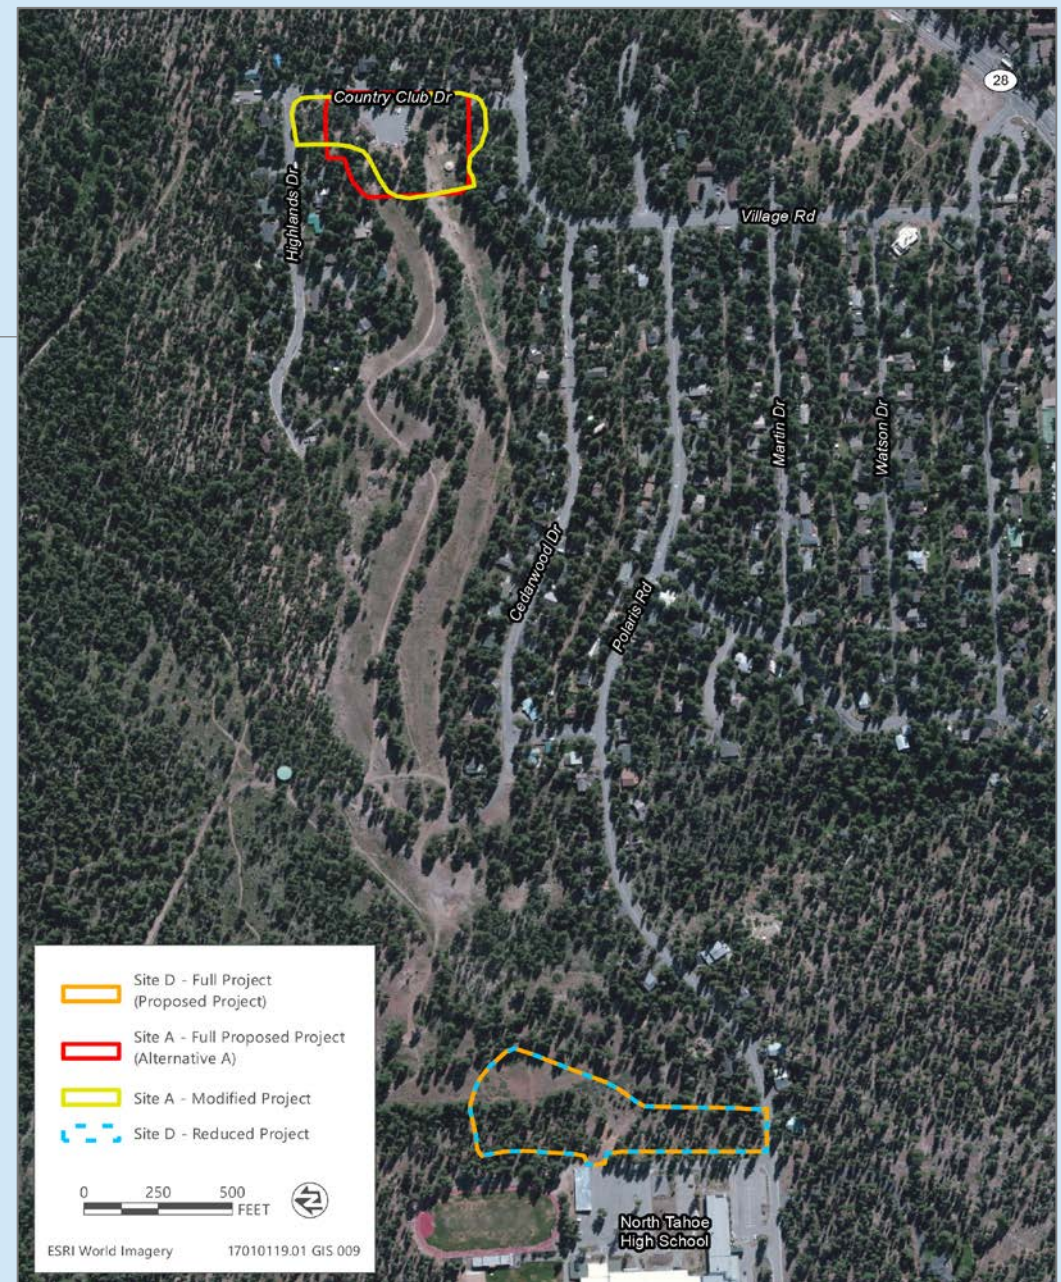 28
Country Club Dr
Highlands Dr
Village Rd
Martin Dr
Watson Dr
Cedarwood Dr
Polaris Rd
Site D - Full Project
(Proposed Project)
Site A - Full Proposed Project
(Alternative A)
Site A - Modified Project
Site D - Reduced Project
0 250 500
FEET
N
ESRI World Imagery 17010119.01 GIS 009
North Tahoe
High School